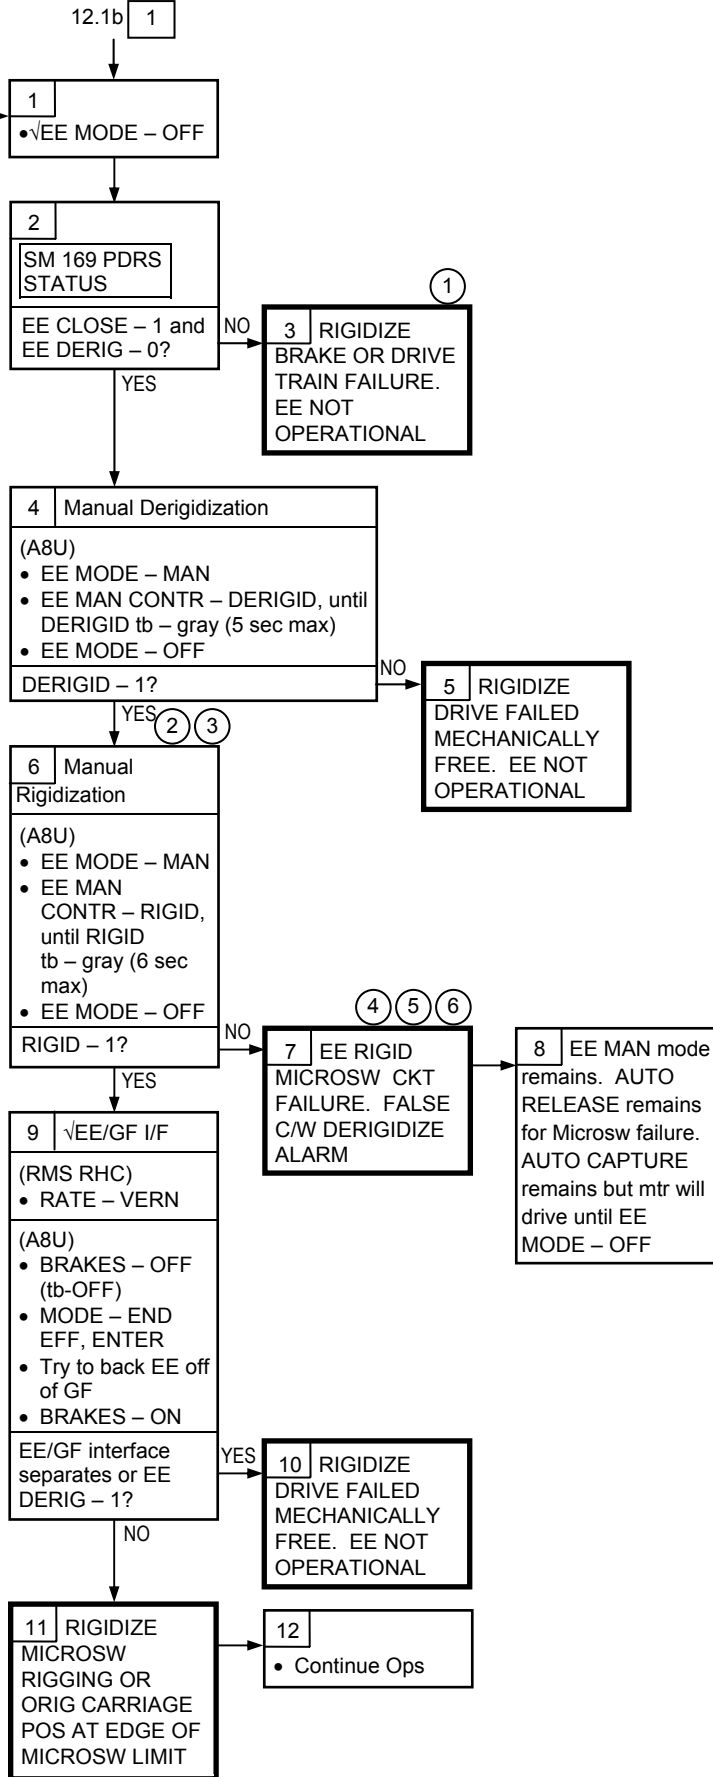 12.1b 1
1
•√EE MODE – OFF
2
SM 169 PDRS
STATUS
EE CLOSE – 1 and
EE DERIG – 0?
NO
YES
1
3 RIGIDIZE
BRAKE OR DRIVE
TRAIN FAILURE.
EE NOT
OPERATIONAL
4 Manual Derigidization
(A8U)
• EE MODE – MAN
• EE MAN CONTR – DERIGID, until
DERIGID tb – gray (5 sec max)
• EE MODE – OFF
DERIGID – 1?
NO
YES
5 RIGIDIZE
DRIVE FAILED
MECHANICALLY
FREE. EE NOT
OPERATIONAL
2 3
6 Manual
Rigidization
(A8U)
• EE MODE – MAN
• EE MAN
CONTR – RIGID,
until RIGID
tb – gray (6 sec
max)
• EE MODE – OFF
RIGID – 1?
NO
YES
4 5 6
7 EE RIGID
MICROSW CKT
FAILURE. FALSE
C/W DERIGIDIZE
ALARM
8 EE MAN mode
remains. AUTO
RELEASE remains
for Microsw failure.
AUTO CAPTURE
remains but mtr will
drive until EE
MODE – OFF
9 √EE/GF I/F
(RMS RHC)
• RATE – VERN
(A8U)
• BRAKES – OFF
(tb-OFF)
• MODE – END
EFF, ENTER
• Try to back EE off
of GF
• BRAKES – ON
EE/GF interface
separates or EE
DERIG – 1?
YES
NO
10 RIGIDIZE
DRIVE FAILED
MECHANICALLY
FREE. EE NOT
OPERATIONAL
11 RIGIDIZE
MICROSW
RIGGING OR
ORIG CARRIAGE
POS AT EDGE OF
MICROSW LIMIT
12
• Continue Ops